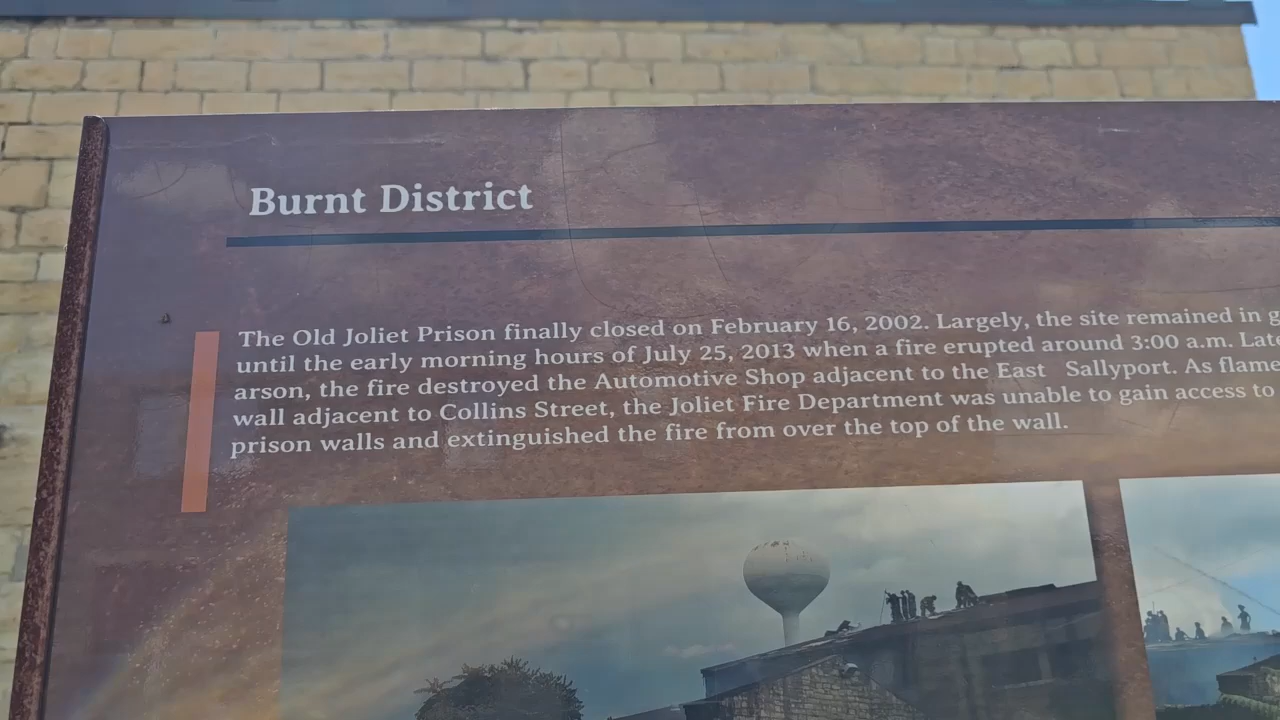 Burnt District
The Old Joliet Prison finally closed on February 16, 2002. Largely, the site remained in
until the early morning hours of July 25, 2013 when a fire erupted around 3:00 a.m.
arson, the fire destroyed the Automotive Shop adjacent to the East Sallyport. As
wall adjacent to Collins Street, the Joliet Fire Department was unable to gain access to
prison walls and extinguished the fire from over the top of the wall.